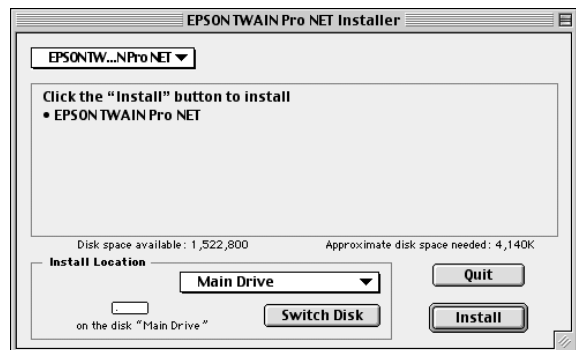 EPSON TWAIN Pro NET Installer
EPSONTW...NPro NET
Click the “Install” button to install
• EPSON TWAIN Pro NET
Disk space available: 1,522,800
Approximate disk space needed: 4,140K
Install Location
Main Drive
Quit
on the disk “Main Drive”
Switch Disk
Install